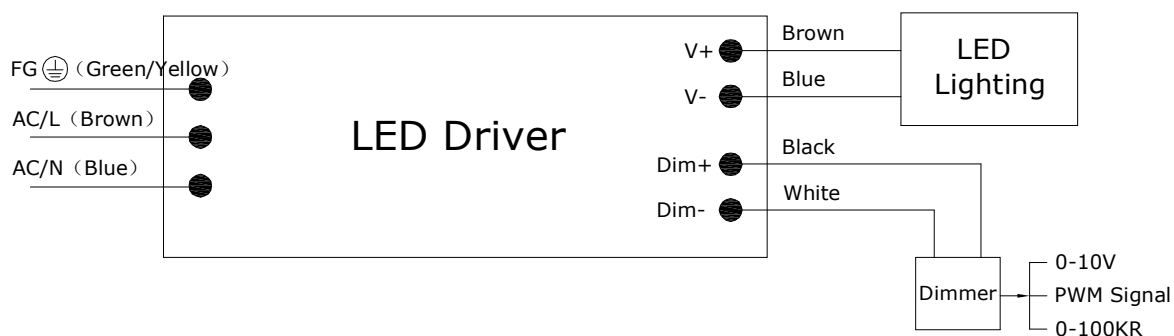 FG（Green/Yellow）
AC/L（Brown）
AC/N（Blue）
LED Driver
V+
V-
Dim+
Dim-
Brown
Blue
Black
White
LED
Lighting
Dimmer
0-10V
PWM Signal
0-100KR